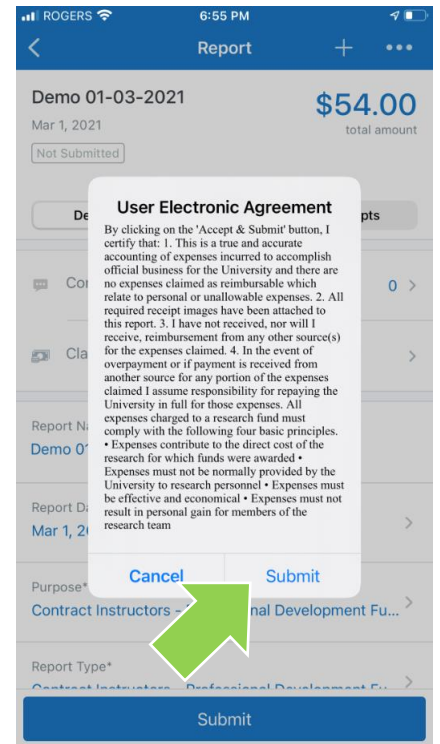 ROGERS 6:55 PM
Report
Demo 01-03-2021
$54.00
Mar 1, 2021
total amount
Not Submitted
User Electronic Agreement
By clicking on the 'Accept & Submit' button, I
certify that: 1. This is a true and accurate
accounting of expenses incurred to accomplish
official business for the University and there are
no expenses claimed as reimbursable which
relate to personal or unallowable expenses. 2. All
required receipt images have been attached to
this report. 3. I have not received, nor will I
receive, reimbursement from any other source(s)
for the expenses claimed. 4. In the event of
overpayment or if payment is received from
another source for any portion of the expenses
claimed I assume responsibility for repaying the
University in full for those expenses. All
expenses charged to a research fund must
comply with the following four basic principles.
• Expenses contribute to the direct cost of the
research for which funds were awarded •
Expenses must not be normally provided by the
University to research personnel • Expenses must
be effective and economical • Expenses must not
result in personal gain for members of the
research team
Cancel Submit
0
Report
Demo
Report
Mar 1,
Purpose*
Contract Instructors - Development Fu...
Report Type*
Contract Instructors - Professional Development Fu...
Submit